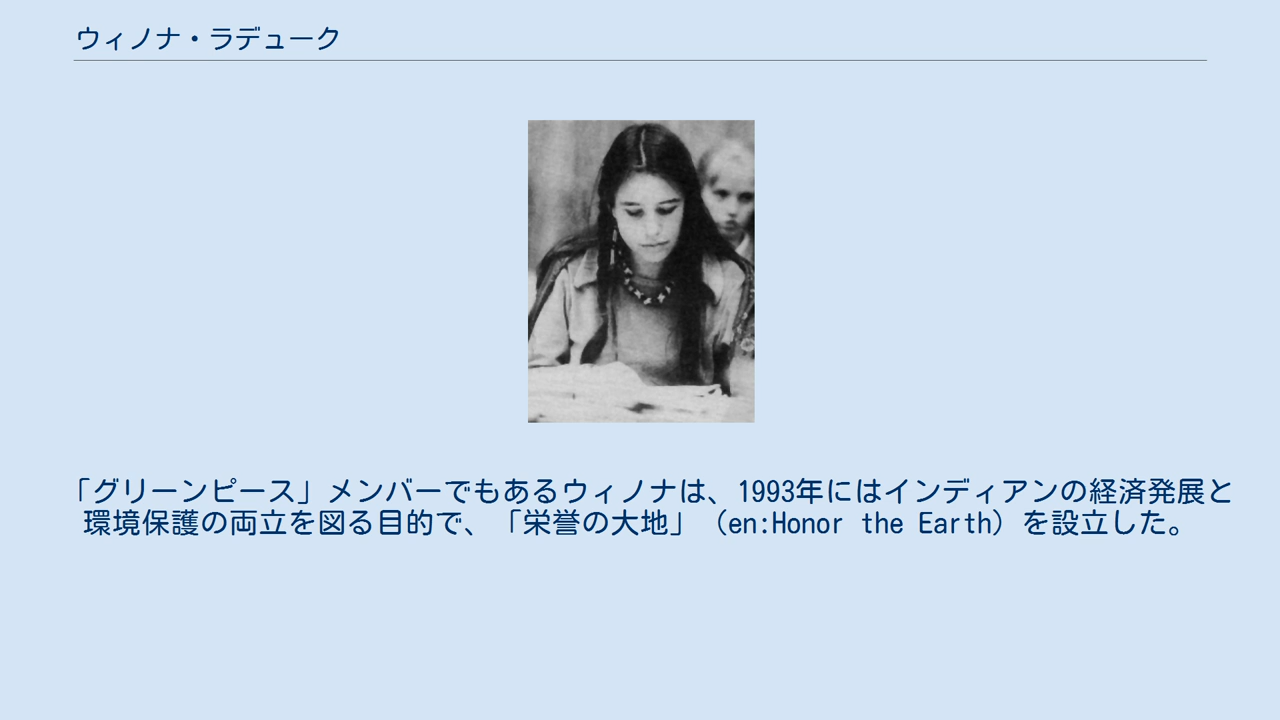 ウィノナ・ラデューク
「グリーンピース」メンバーでもあるウィノナは、1993年にはインディアンの経済発展と
環境保護の両立を図る目的で、「栄誉の大地」（en:Honor the Earth）を設立した。